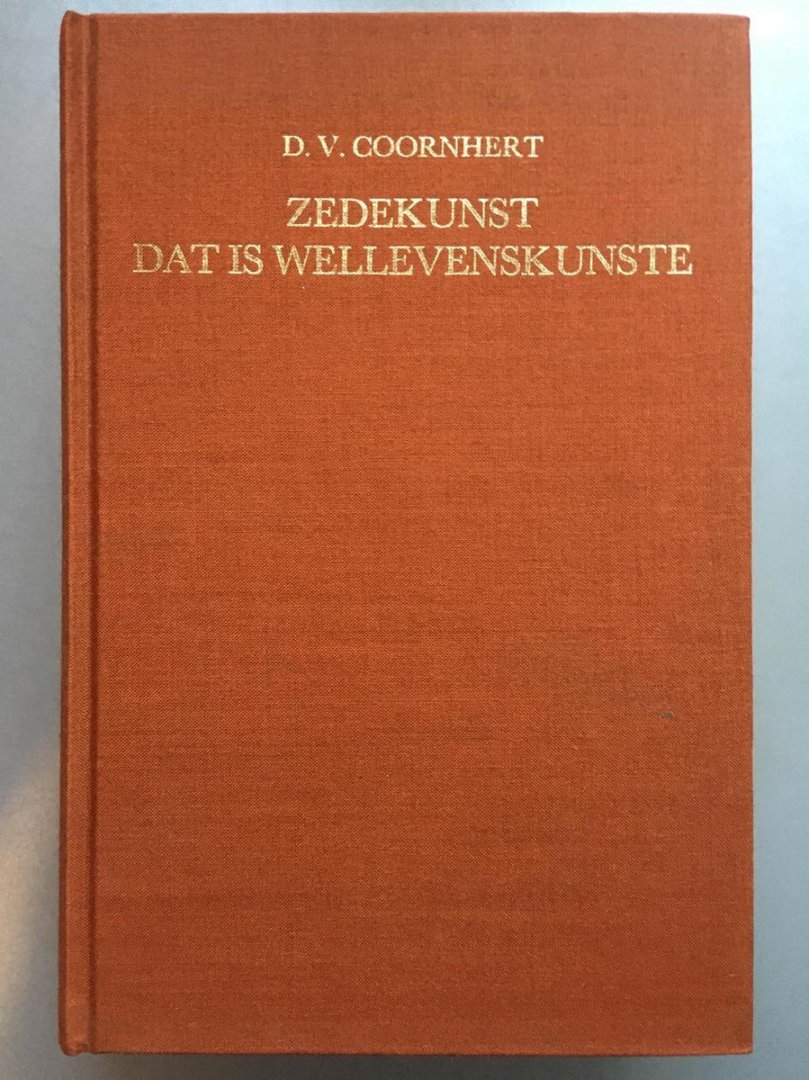 D. V. COORNHERT
ZEDEKUNST
DAT IS WELLEVENSKUNSTE